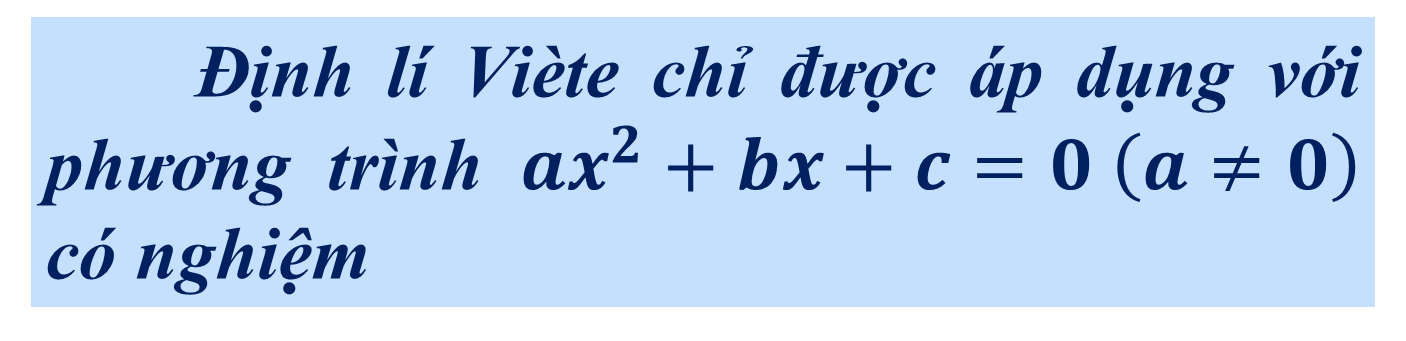 Định lí Viète chỉ được áp dụng với
phương trình ax² + bx + c = 0 (a ≠ 0)
có nghiệm